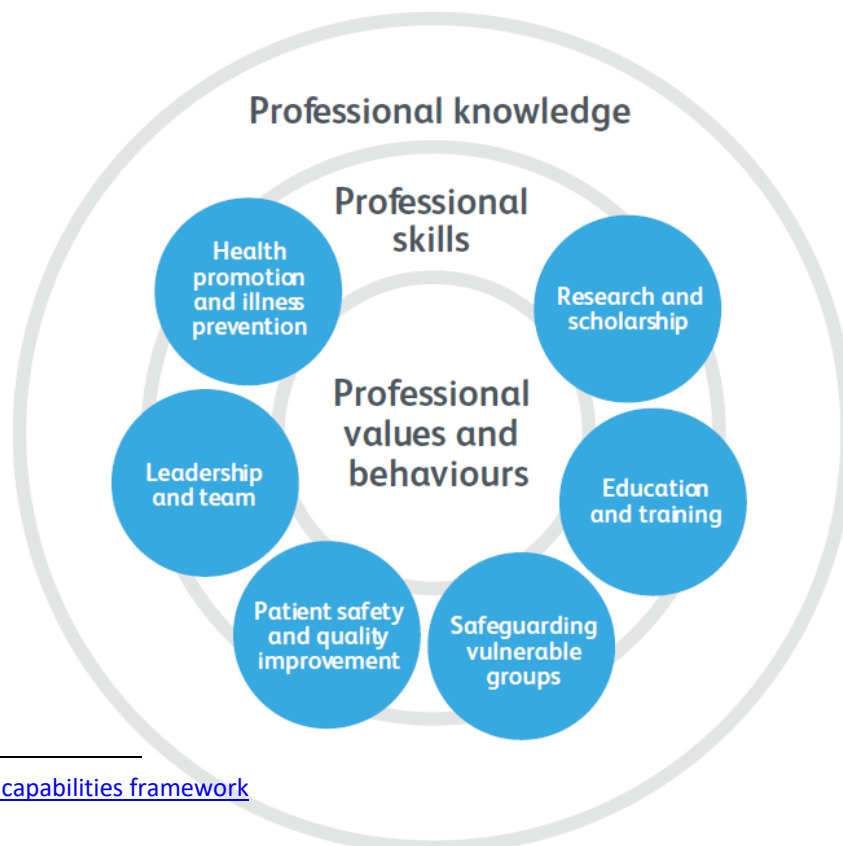 Professional knowledge
Professional
skills
Health
promotion
and illness
prevention
Research and
scholarship
Professional
values and
behaviours
Leadership
and team
Education
and training
Patient safety
and quality
improvement
Safeguarding
vulnerable
groups
capabilities framework